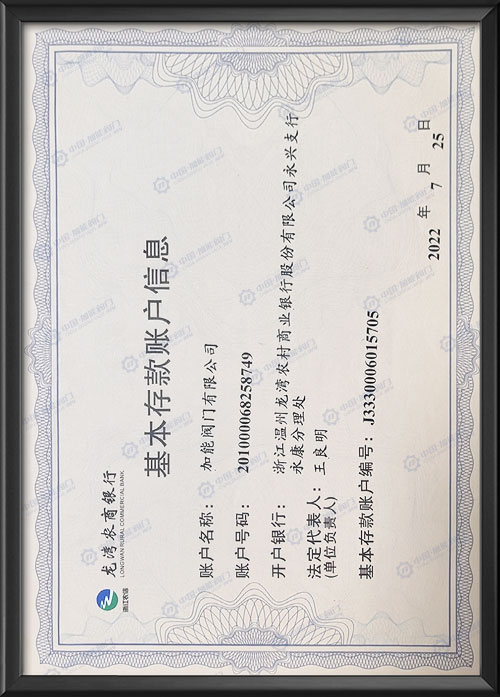 龙湾农商银行
LONGWAN RURAL COMMERCIAL BANK
浙江农信
基本存款账户信息
账户名称：加能阀门有限公司
账户号码：201000068258749
开户银行：浙江温州龙湾农村商业银行股份有限公司永兴支行
永康分理处
法定代表人：王良明
(单位负责人)
基本存款账户编号：J3330006015705
2022 年 7 月 25 日